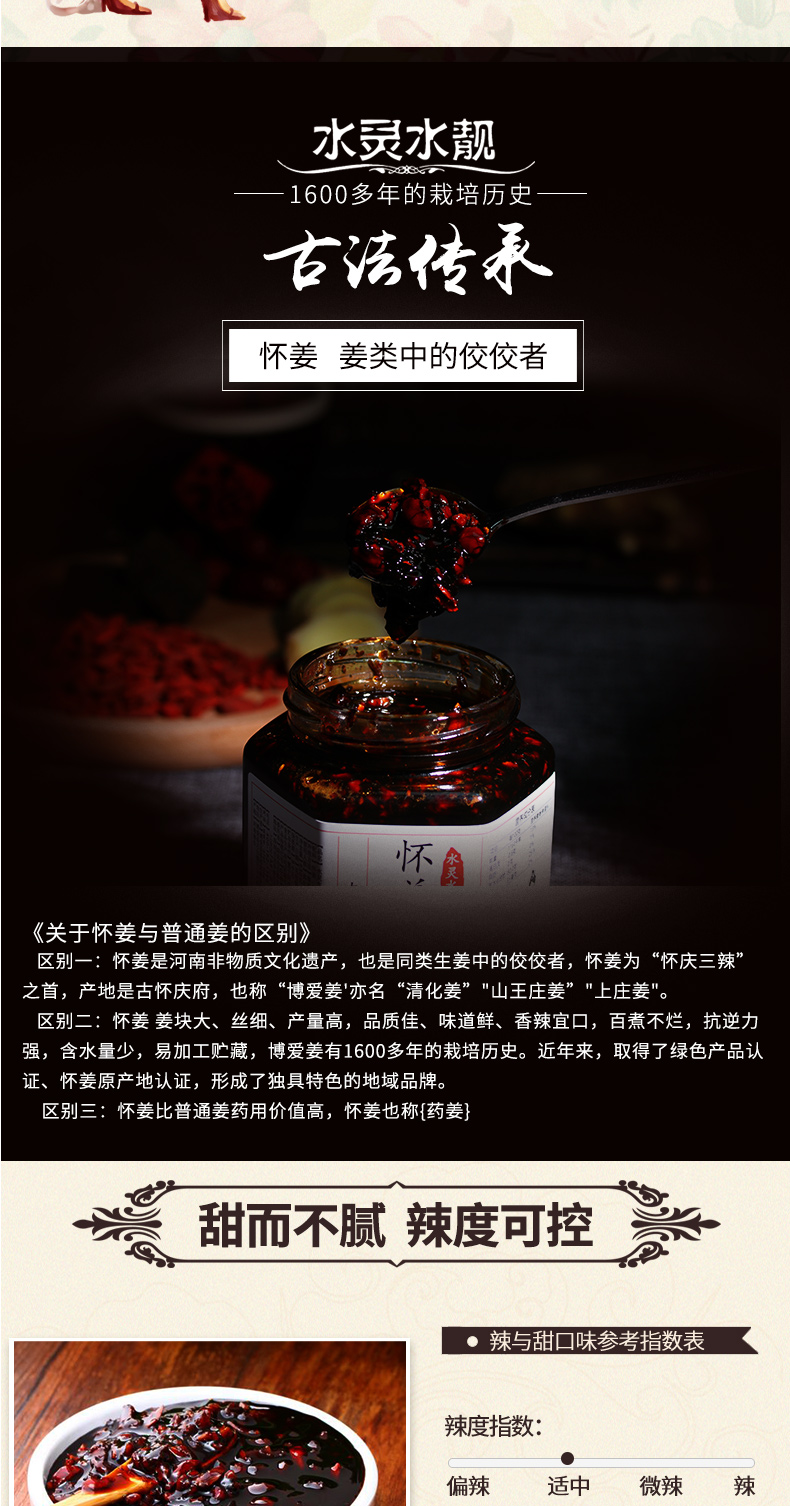 水灵水靓
1600多年的栽培历史
古法传承
怀姜 姜类中的佼佼者
怀
水灵
《关于怀姜与普通姜的区别》
区别一：怀姜是河南非物质文化遗产，也是同类生姜中的佼佼者，怀姜为“怀庆三辣”
之首，产地是古怀庆府，也称“博爱姜'亦名“清化姜”"山王庄姜”"上庄姜"。
区别二：怀姜 姜块大、丝细、产量高，品质佳、味道鲜、香辣宜口，百煮不烂，抗逆力
强，含水量少，易加工贮藏，博爱姜有1600多年的栽培历史。近年来，取得了绿色产品认
证、怀姜原产地认证，形成了独具特色的地域品牌。
区别三：怀姜比普通姜药用价值高，怀姜也称{药姜}
甜而不腻 辣度可控
辣与甜口味参考指数表
辣度指数：
偏辣 适中 微辣 辣